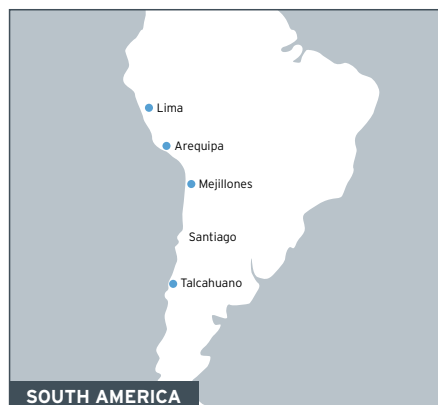 Lima
Arequipa
Mejillones
Santiago
Talcahuano
SOUTH AMERICA